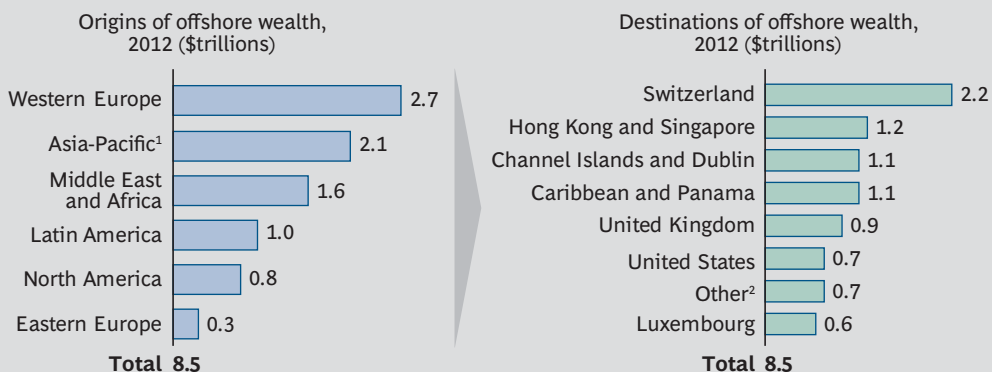 Origins of offshore wealth,
2012 ($trillions)
Western Europe 2.7
Asia-Pacific¹ 2.1
Middle East
and Africa 1.6
Latin America 1.0
North America 0.8
Eastern Europe 0.3
Total 8.5
Destinations of offshore wealth,
2012 ($trillions)
Switzerland 2.2
Hong Kong and Singapore 1.2
Channel Islands and Dublin 1.1
Caribbean and Panama 1.1
United Kingdom 0.9
United States 0.7
Other² 0.7
Luxembourg 0.6
Total 8.5